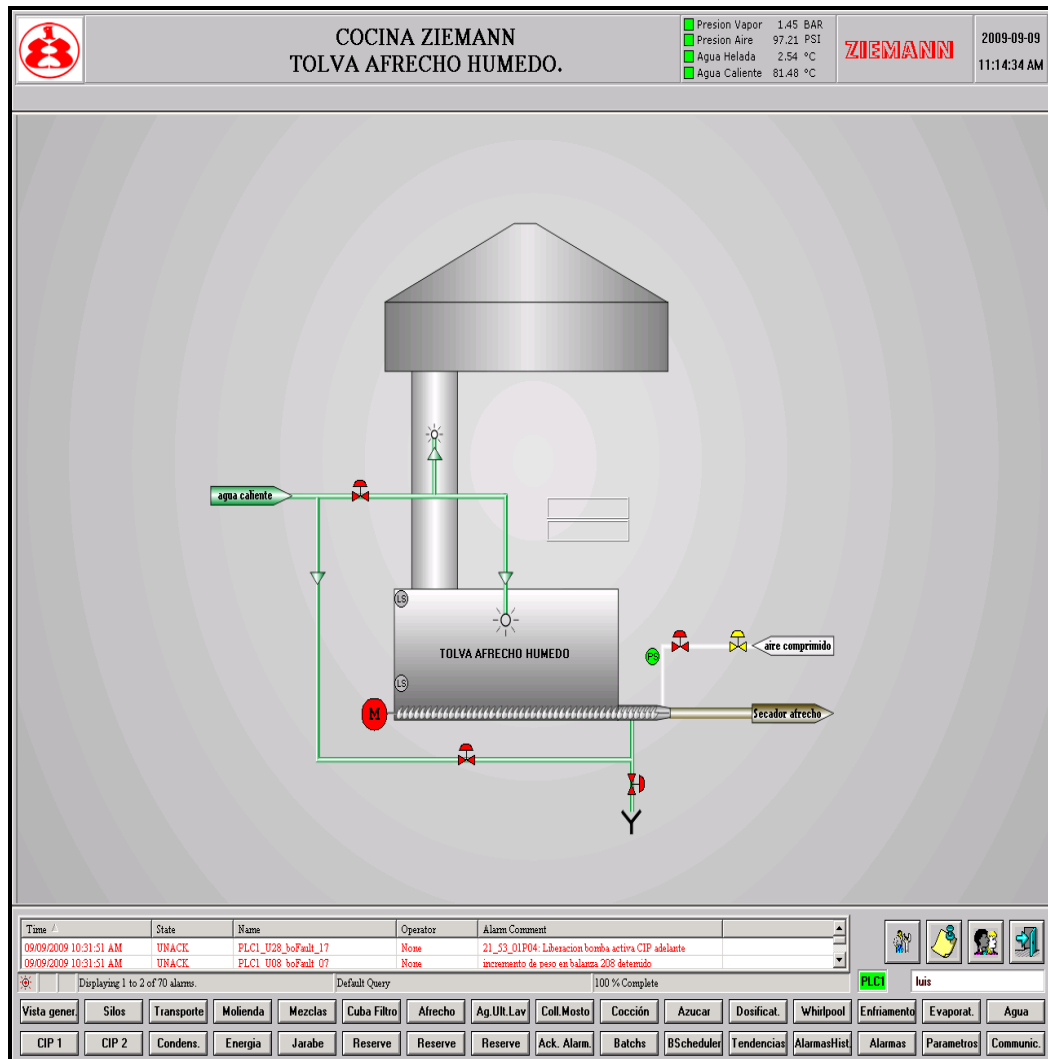 COCINA ZIEMANN
TOLVA AFRECHO HUMEDO.
Presion Vapor 1.45 BAR
Presion Aire 97.21 PSI
Agua Helada 2.54 °C
Agua Caliente 81.48 °C
ZIEMANN
2009-09-09
11:14:34 AM
agua caliente
LS
TOLVA AFRECHO HUMEDO
LS
PS
aire comprimido
M
Secador afrecho
Time State Name Operator Alarm Comment
09/09/2009 10:31:51 AM UNACK PLC1_U28_boFault_17 None 21_53_01P04: Liberacion bomba activa CIP adelante
09/09/2009 10:31:51 AM UNACK PLC1_U08_boFault_07 None incremento de peso en balanza 208 detenido
Displaying 1 to 2 of 70 alarms. Default Query 100 % Complete
PLC1 luis
Vista gener. Silos Transporte Molienda Mezclas Cuba Filtro Afrecho Ag.Ult.Lav Coll.Mosto Cocción Azucar Dosificat. Whirlpool Enfriamento Evaporat. Agua
CIP 1 CIP 2 Condens. Energia Jarabe Reserve Reserve Reserve Ack. Alarm. Batchs BScheduler Tendencias AlarmasHist. Alarmas Parametros Communic.